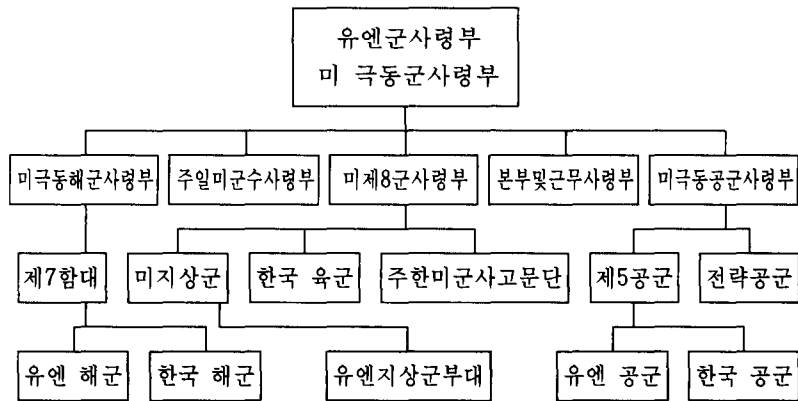 유엔군사령부
미 극동군사령부
미극동해군사령부 주일미군수사령부 미제8군사령부 본부및근무사령부 미극동공군사령부
제7함대 미지상군 한국 육군 주한미군사고문단 제5공군 전략공군
유엔 해군 한국 해군 유엔지상군부대 유엔 공군 한국 공군